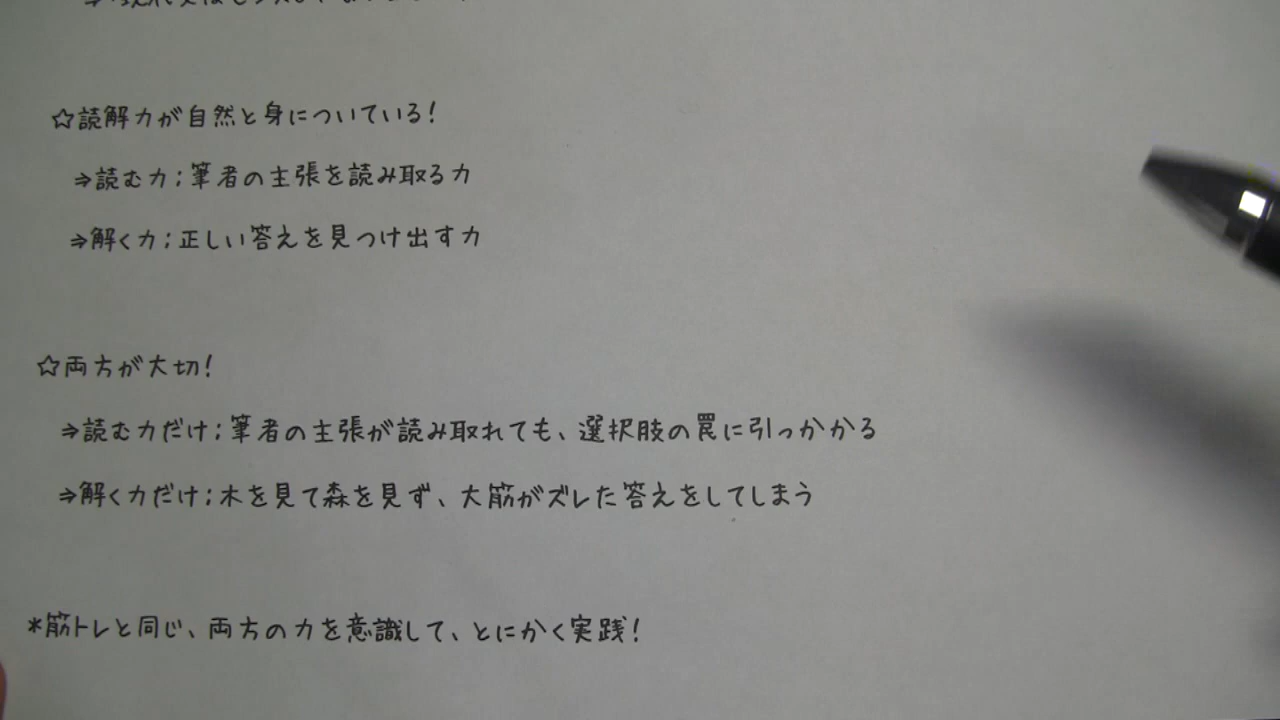 ☆読解力が自然と身についている!
⇒読む力;筆者の主張を読み取る力
⇒解く力;正しい答えを見つけ出す力
☆両方が大切!
⇒読む力だけ;筆者の主張が読み取れても、選択肢の罠に引っかかる
⇒解く力だけ;木を見て森を見ず、大筋がズレた答えをしてしまう
*筋トレと同じ、両方の力を意識して、とにかく実践!